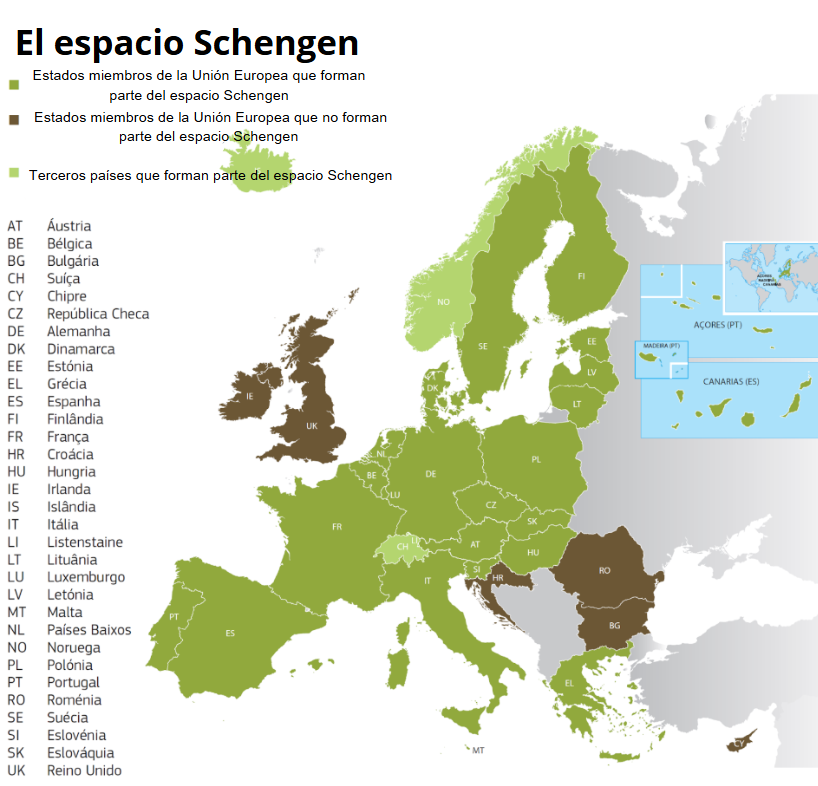 El espacio Schengen
Estados miembros de la Unión Europea que forman
parte del espacio Schengen
Estados miembros de la Unión Europea que no forman
parte del espacio Schengen
Terceros países que forman parte del espacio Schengen
AT Áustria
BE Bélgica
BG Bulgária
CH Suíça
CY Chipre
CZ República Checa
DE Alemanha
DK Dinamarca
EE Estónia
EL Grécia
ES Espanha
FI Finlândia
FR França
HR Croácia
HU Hungria
IE Irlanda
IS Islândia
IT Itália
LI Listenstaine
LT Lituânia
LU Luxemburgo
LV Letónia
MT Malta
NL Países Baixos
NO Noruega
PL Polónia
PT Portugal
RO Roménia
SE Suécia
SI Eslovénia
SK Eslováquia
UK Reino Unido
FI
NO
SE
EE
LV
LT
DK
IE
UK
NL
BE
LU
DE
PL
CZ
SK
FR
CH
LI
AT
HU
SI
HR
RO
BG
IT
PT
ES
EL
MT
CY
AÇORES (PT)
MADEIRA (PT)
CANARIAS (ES)